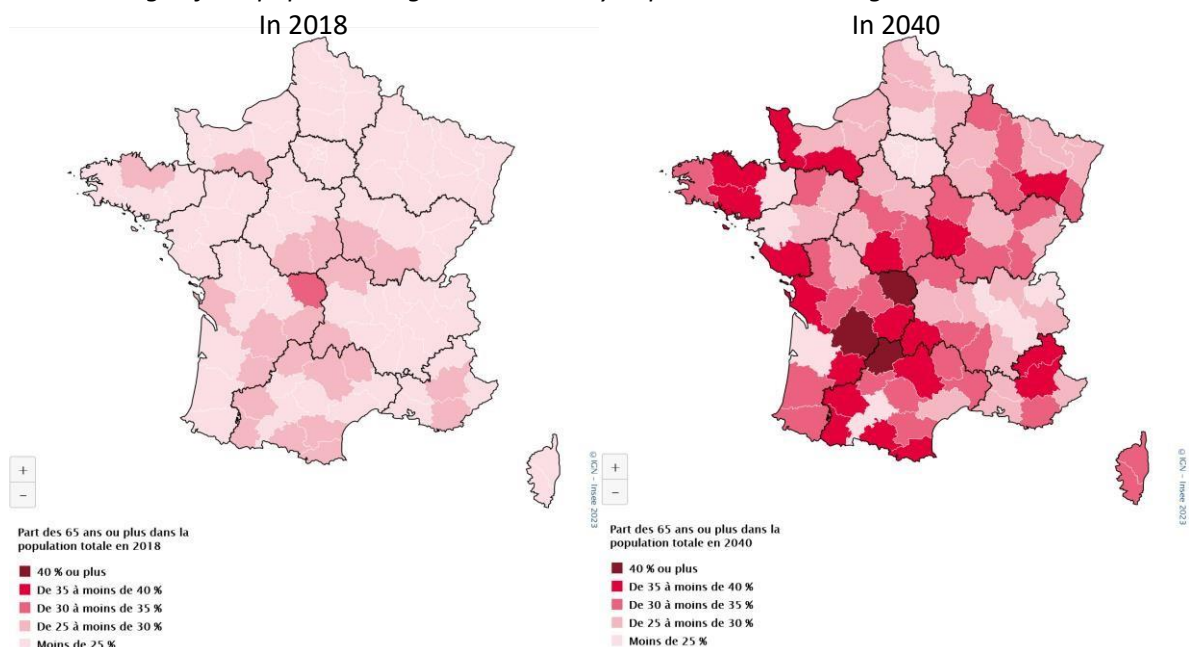 In 2018
In 2040
+
−
© IGN - Insee 2023
Part des 65 ans ou plus dans la
population totale en 2018
40 % ou plus
De 35 à moins de 40 %
De 30 à moins de 35 %
De 25 à moins de 30 %
Moins de 25 %
+
−
© IGN - Insee 2023
Part des 65 ans ou plus dans la
population totale en 2040
40 % ou plus
De 35 à moins de 40 %
De 30 à moins de 35 %
De 25 à moins de 30 %
Moins de 25 %